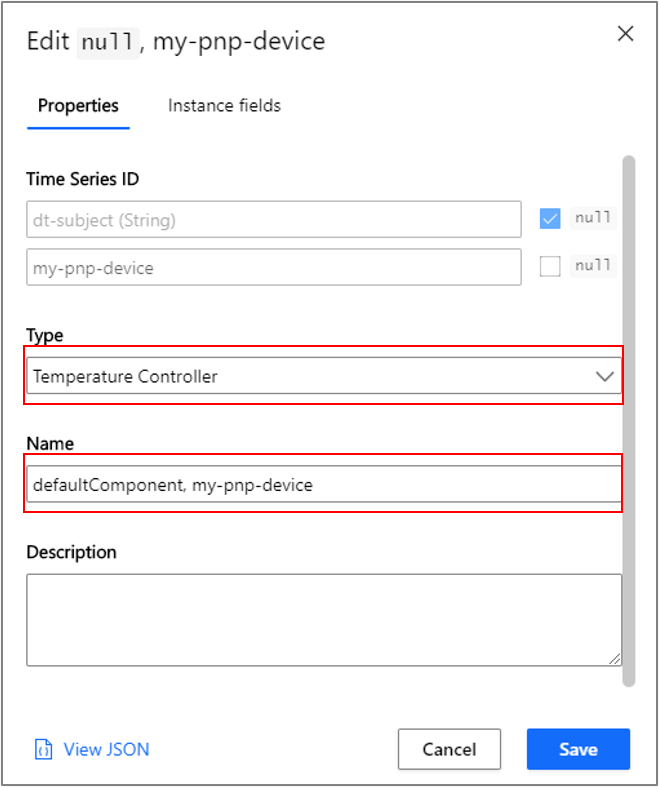 Edit null, my-pnp-device
Properties Instance fields
Time Series ID
dt-subject (String) null
my-pnp-device null
Type
Temperature Controller
Name
defaultComponent, my-pnp-device
Description
View JSON Cancel Save